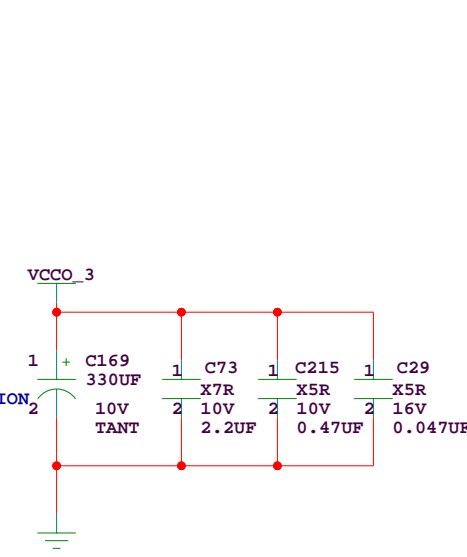 VCCO_3
1 + C169
330UF
ION
2 10V
TANT
1 C73
X7R
2 10V
2.2UF
1 C215
X5R
2 10V
0.47UF
1 C29
X5R
2 16V
0.047UF